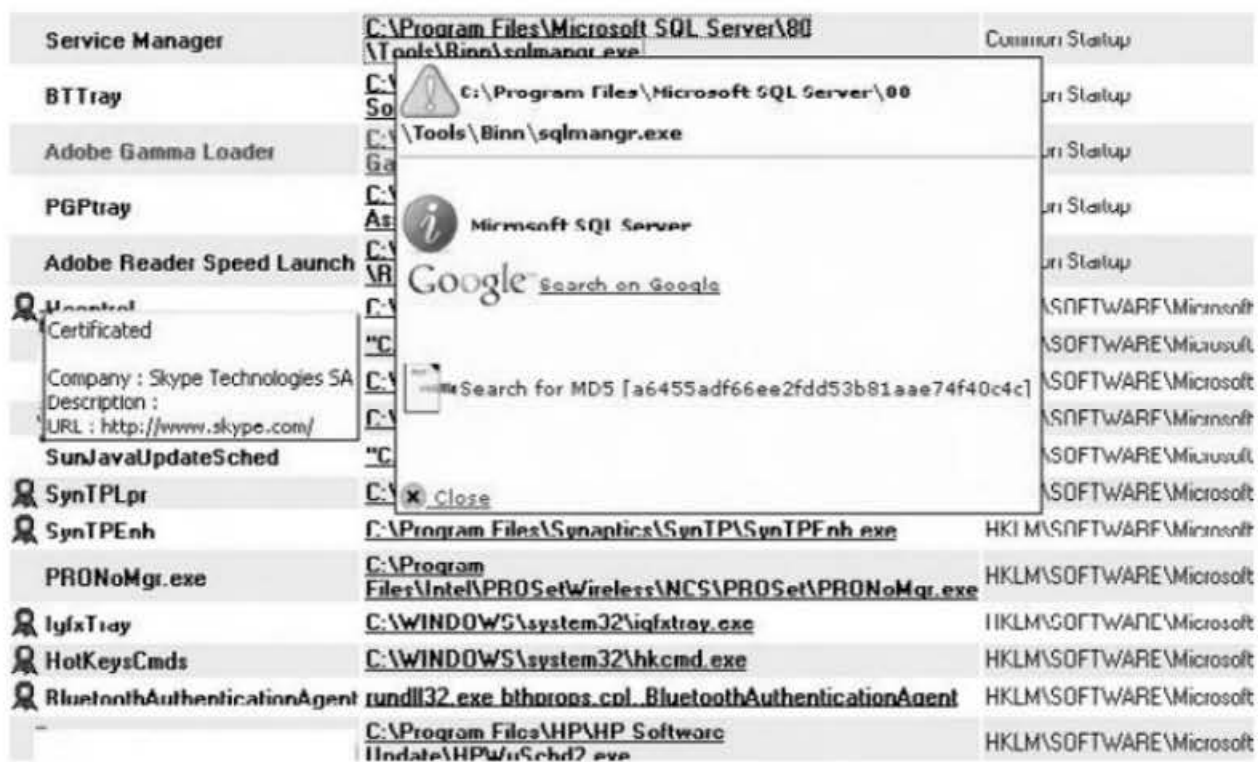 Service Manager
C:\Program Files\Microsoft SQL Server\80
\Tools\Binn\sqlmangr.exe
Common Startup
C:\Program Files\Microsoft SQL Server\80
\Tools\Binn\sqlmangr.exe
BTTray
C:\
So
Startup
Adobe Gamma Loader
C:\
Ga
Startup
PGPtray
C:\
As
Startup
Microsoft SQL Server
Adobe Reader Speed Launch
C:\
\R
Startup
Google Search on Google
C:\
\SOFTWARE\Microsoft
Certificated
"C
\SOFTWARE\Microsoft
Company : Skype Technologies SA
C:\
Search for MD5 [a6455adf66ee2fdd53b81aae74f40c4c]
\SOFTWARE\Microsoft
Description :
C:\
\SOFTWARE\Microsoft
URL : http://www.skype.com/
SunJavaUpdateSched
"C
\SOFTWARE\Microsoft
SynTPLpr
C:\
Close
\SOFTWARE\Microsoft
SynTPEnh
C:\Program Files\Synaptics\SynTP\SynTPEnh.exe
HKLM\SOFTWARE\Microsoft
PRONoMgr.exe
C:\Program
Files\Intel\PROSetWireless\NCS\PROSet\PRONoMgr.exe
HKLM\SOFTWARE\Microsoft
IgfxTray
C:\WINDOWS\system32\igfxtray.exe
HKLM\SOFTWARE\Microsoft
HotKeysCmds
C:\WINDOWS\system32\hkcmd.exe
HKLM\SOFTWARE\Microsoft
BluetoothAuthenticationAgent
rundll32.exe bthprops.cpl,,BluetoothAuthenticationAgent
HKLM\SOFTWARE\Microsoft
C:\Program Files\HP\HP Software
Update\HPWuSchd2.exe
HKLM\SOFTWARE\Microsoft